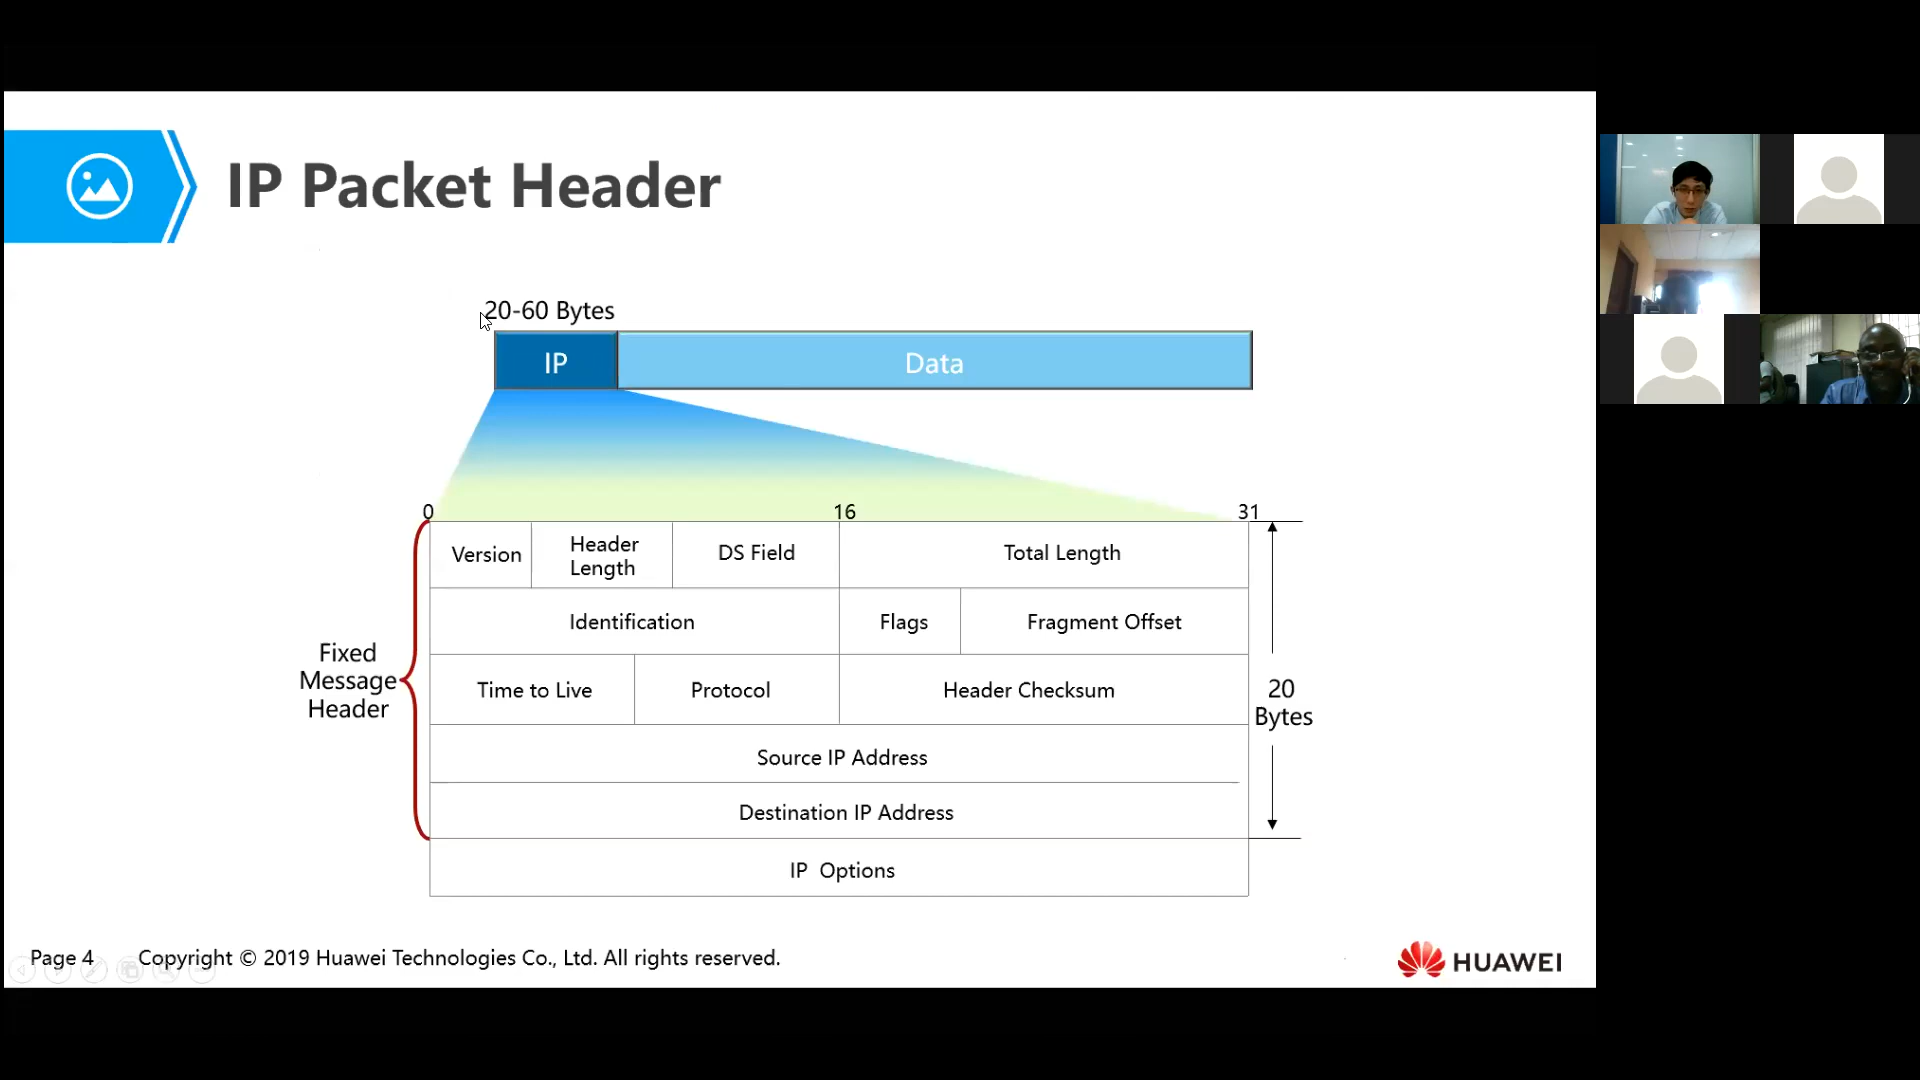 IP Packet Header
20-60 Bytes
IP
Data
0
16
31
Version
Header
Length
DS Field
Total Length
Identification
Flags
Fragment Offset
Fixed
Message
Header
Time to Live
Protocol
Header Checksum
20
Bytes
Source IP Address
Destination IP Address
IP Options
Page 4
Copyright © 2019 Huawei Technologies Co., Ltd. All rights reserved.
HUAWEI